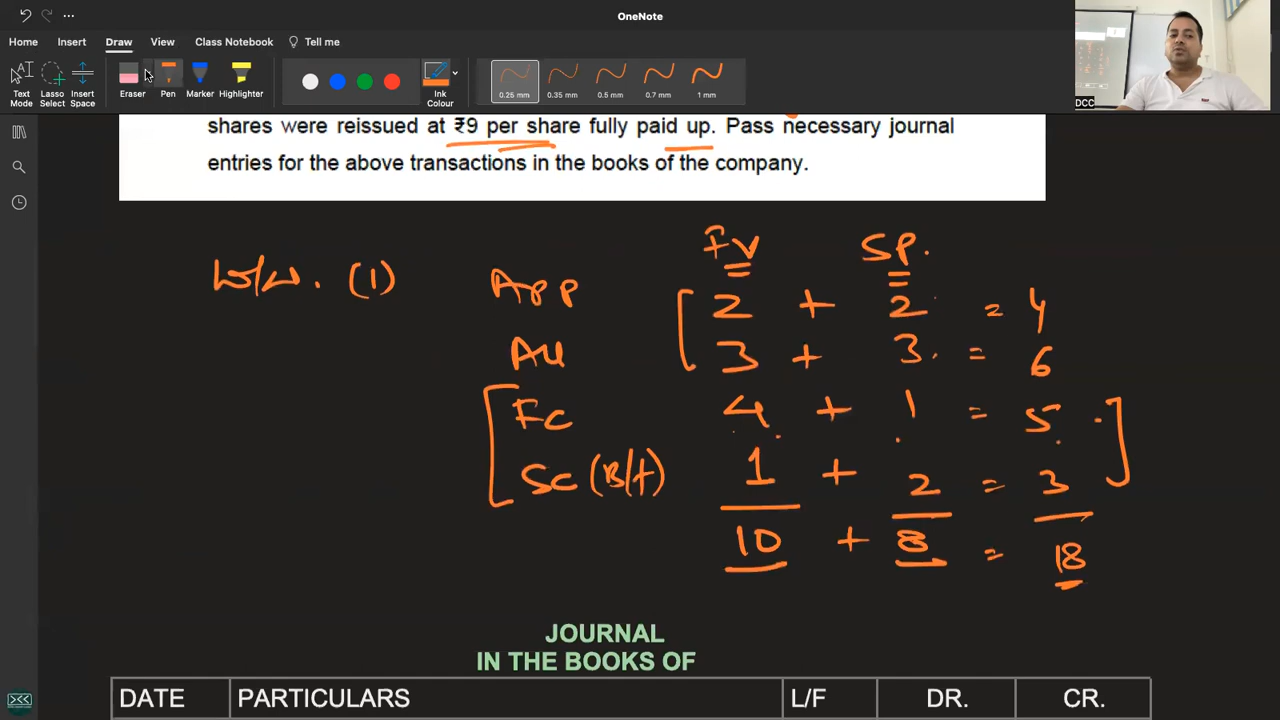 OneNote
Home Insert Draw View Class Notebook Tell me
Text Mode Lasso Select Insert Space Eraser Pen Marker Highlighter Ink Colour 0.25 mm 0.35 mm 0.5 mm 0.7 mm 1 mm
DCC
shares were reissued at ₹9 per share fully paid up. Pass necessary journal
entries for the above transactions in the books of the company.
FV SP.
W/W. (1) APP 2 + 2 = 4
All 3 + 3 = 6
FC 4 + 1 = 5
SC (B/f) 1 + 2 = 3
10 + 8 = 18
JOURNAL
IN THE BOOKS OF
DATE PARTICULARS L/F DR. CR.